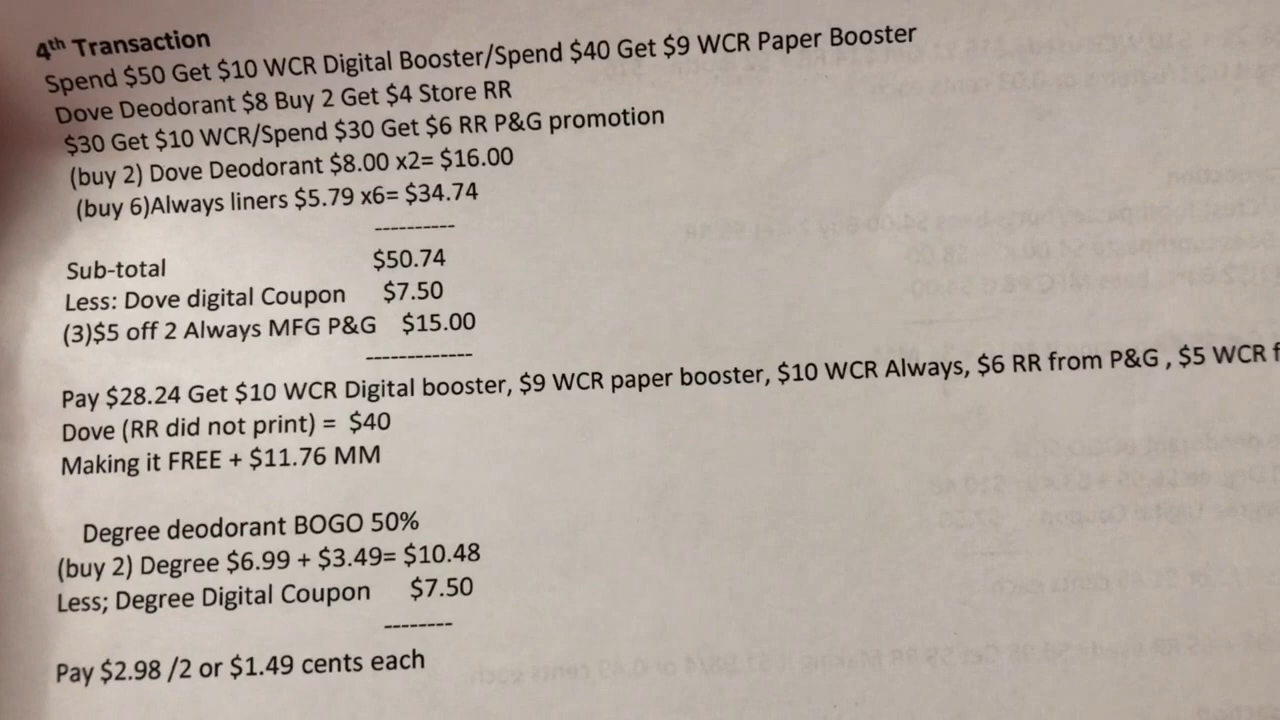 4th Transaction
Spend $50 Get $10 WCR Digital Booster/Spend $40 Get $9 WCR Paper Booster
Dove Deodorant $8 Buy 2 Get $4 Store RR
$30 Get $10 WCR/Spend $30 Get $6 RR P&G promotion
(buy 2) Dove Deodorant $8.00 x2= $16.00
(buy 6)Always liners $5.79 x6= $34.74
----------
Sub-total $50.74
Less: Dove digital Coupon $7.50
(3)$5 off 2 Always MFG P&G $15.00
-------------
Pay $28.24 Get $10 WCR Digital booster, $9 WCR paper booster, $10 WCR Always, $6 RR from P&G , $5 WCR f
Dove (RR did not print) = $40
Making it FREE + $11.76 MM
Degree deodorant BOGO 50%
(buy 2) Degree $6.99 + $3.49= $10.48
Less; Degree Digital Coupon $7.50
--------
Pay $2.98 /2 or $1.49 cents each